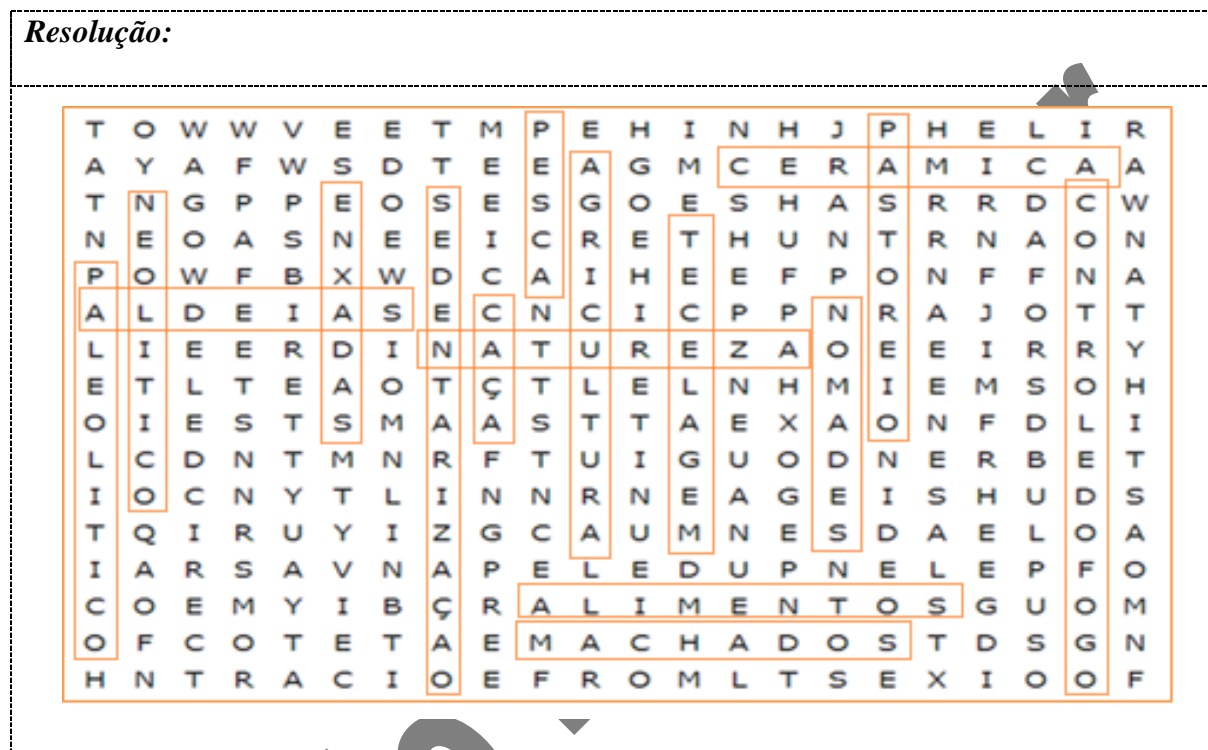 Resolução:
T O W W V E E T M P E H I N H J P H E L I R
A Y A F W S D T E E A G M C E R A M I C A A
T N G P P E O S E S G O E S H A S R R D C W
N E O A S N E E I C R E T H U N T R N A O N
P O W F B X W D C A I H E E F P O N F F N A
A L D E I A S E C N C I C P P N R A J O T T
L I E E R D I N A T U R E Z A O E E I R R Y
E T L T E A O T Ç T L E L N H M I E M S O H
O I E S T S M A A S T T A E X A O N F D L I
L C D N T M N R F T U I G U O D N E R B E T
I O C N Y T L I N N R N E A G E I S H U D S
T Q I R U Y I Z G C A U M N E S D A E L O A
I A R S A V N A P E L E D U P N E L E P F O
C O E M Y I B Ç R A L I M E N T O S G U O M
O F C O T E T A E M A C H A D O S T D S G N
H N T R A C I O E F R O M L T S E X I O O F